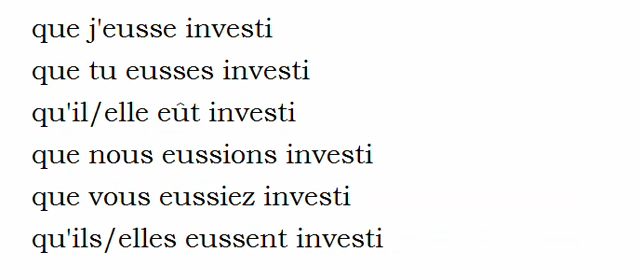 que j'eusse investi
que tu eusses investi
qu'il/elle eût investi
que nous eussions investi
que vous eussiez investi
qu'ils/elles eussent investi